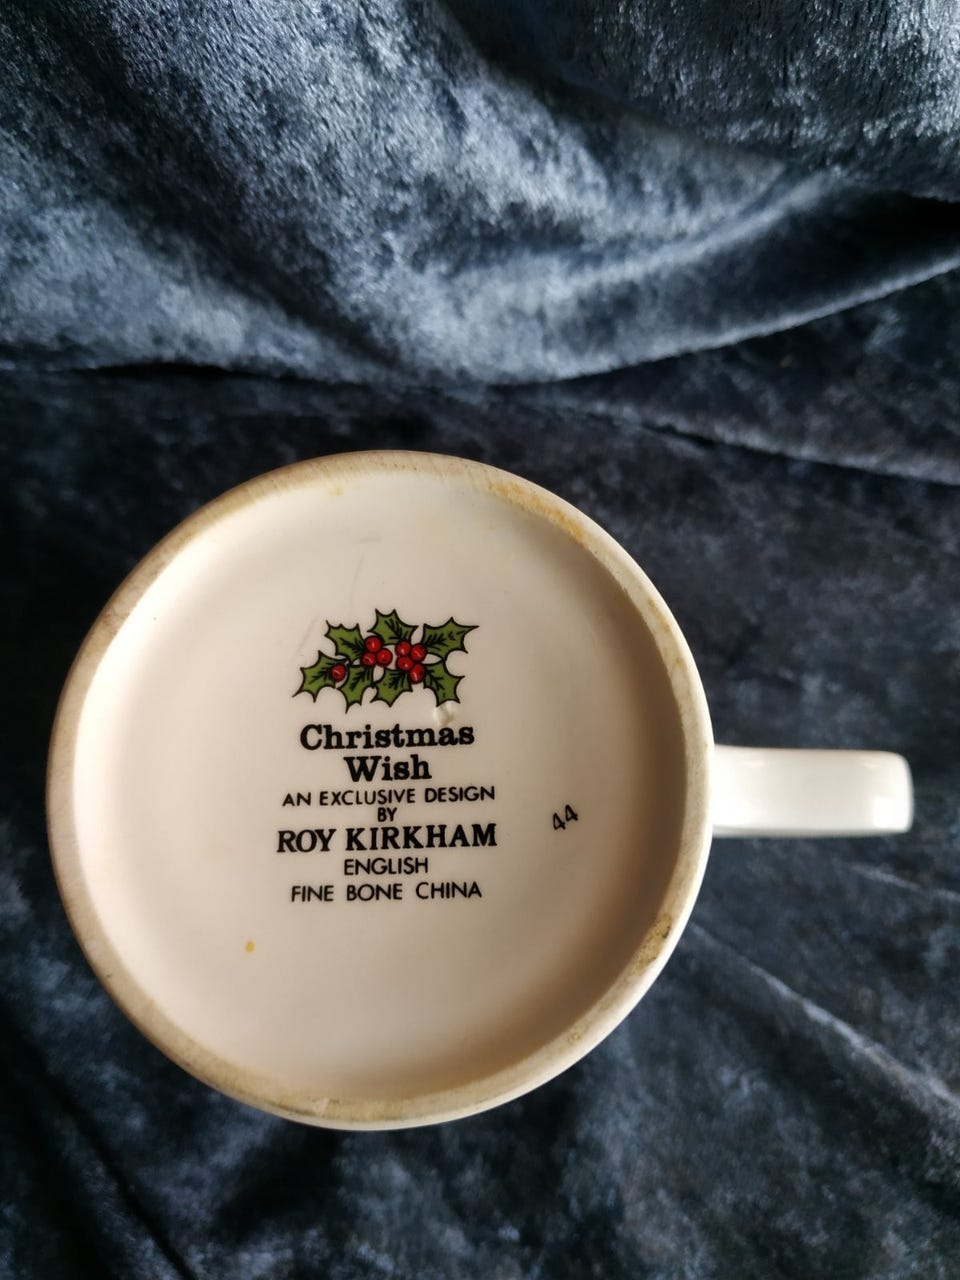 Christmas
Wish
AN EXCLUSIVE DESIGN
BY
ROY KIRKHAM
ENGLISH
FINE BONE CHINA
44